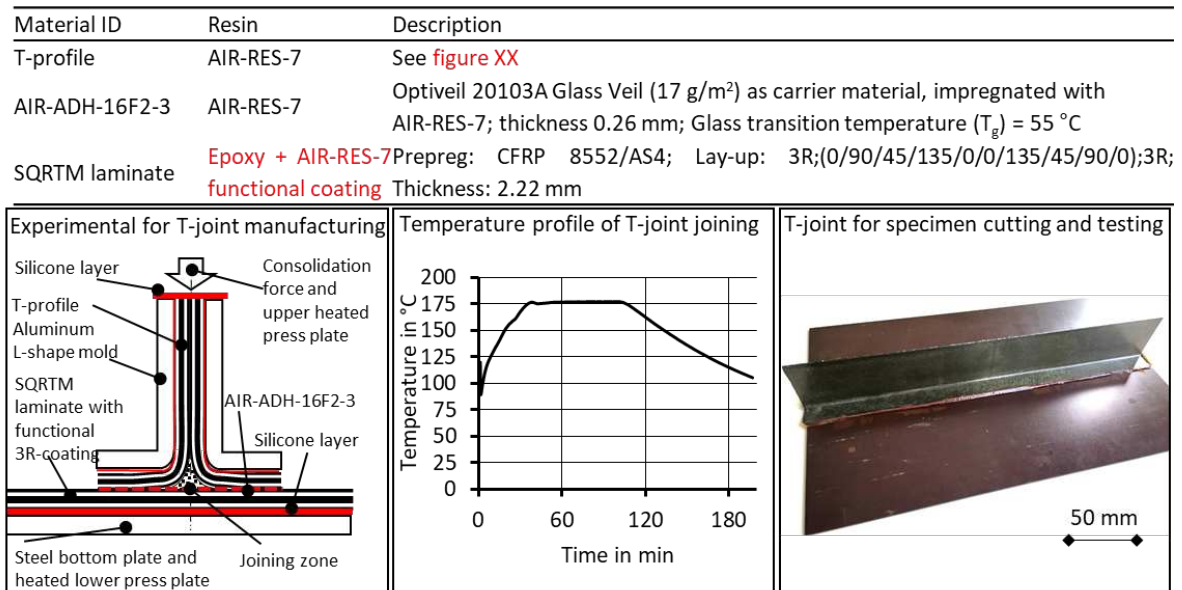 Material ID Resin Description
T-profile AIR-RES-7 See figure XX
AIR-ADH-16F2-3 AIR-RES-7 Optiveil 20103A Glass Veil (17 g/m²) as carrier material, impregnated with
AIR-RES-7; thickness 0.26 mm; Glass transition temperature (Tg) = 55 °C
SQRTM laminate Epoxy + AIR-RES-7 Prepreg: CFRP 8552/AS4; Lay-up: 3R;(0/90/45/135/0/0/135/45/90/0);3R;
functional coating Thickness: 2.22 mm
Experimental for T-joint manufacturing
Silicone layer
T-profile
Aluminum
L-shape mold
SQRTM
laminate with
functional
3R-coating
Consolidation
force and
upper heated
press plate
AIR-ADH-16F2-3
Silicone layer
Steel bottom plate and
heated lower press plate
Joining zone
Temperature profile of T-joint joining
Temperature in °C
200
175
150
125
100
75
50
25
0
0 60 120 180
Time in min
T-joint for specimen cutting and testing
50 mm